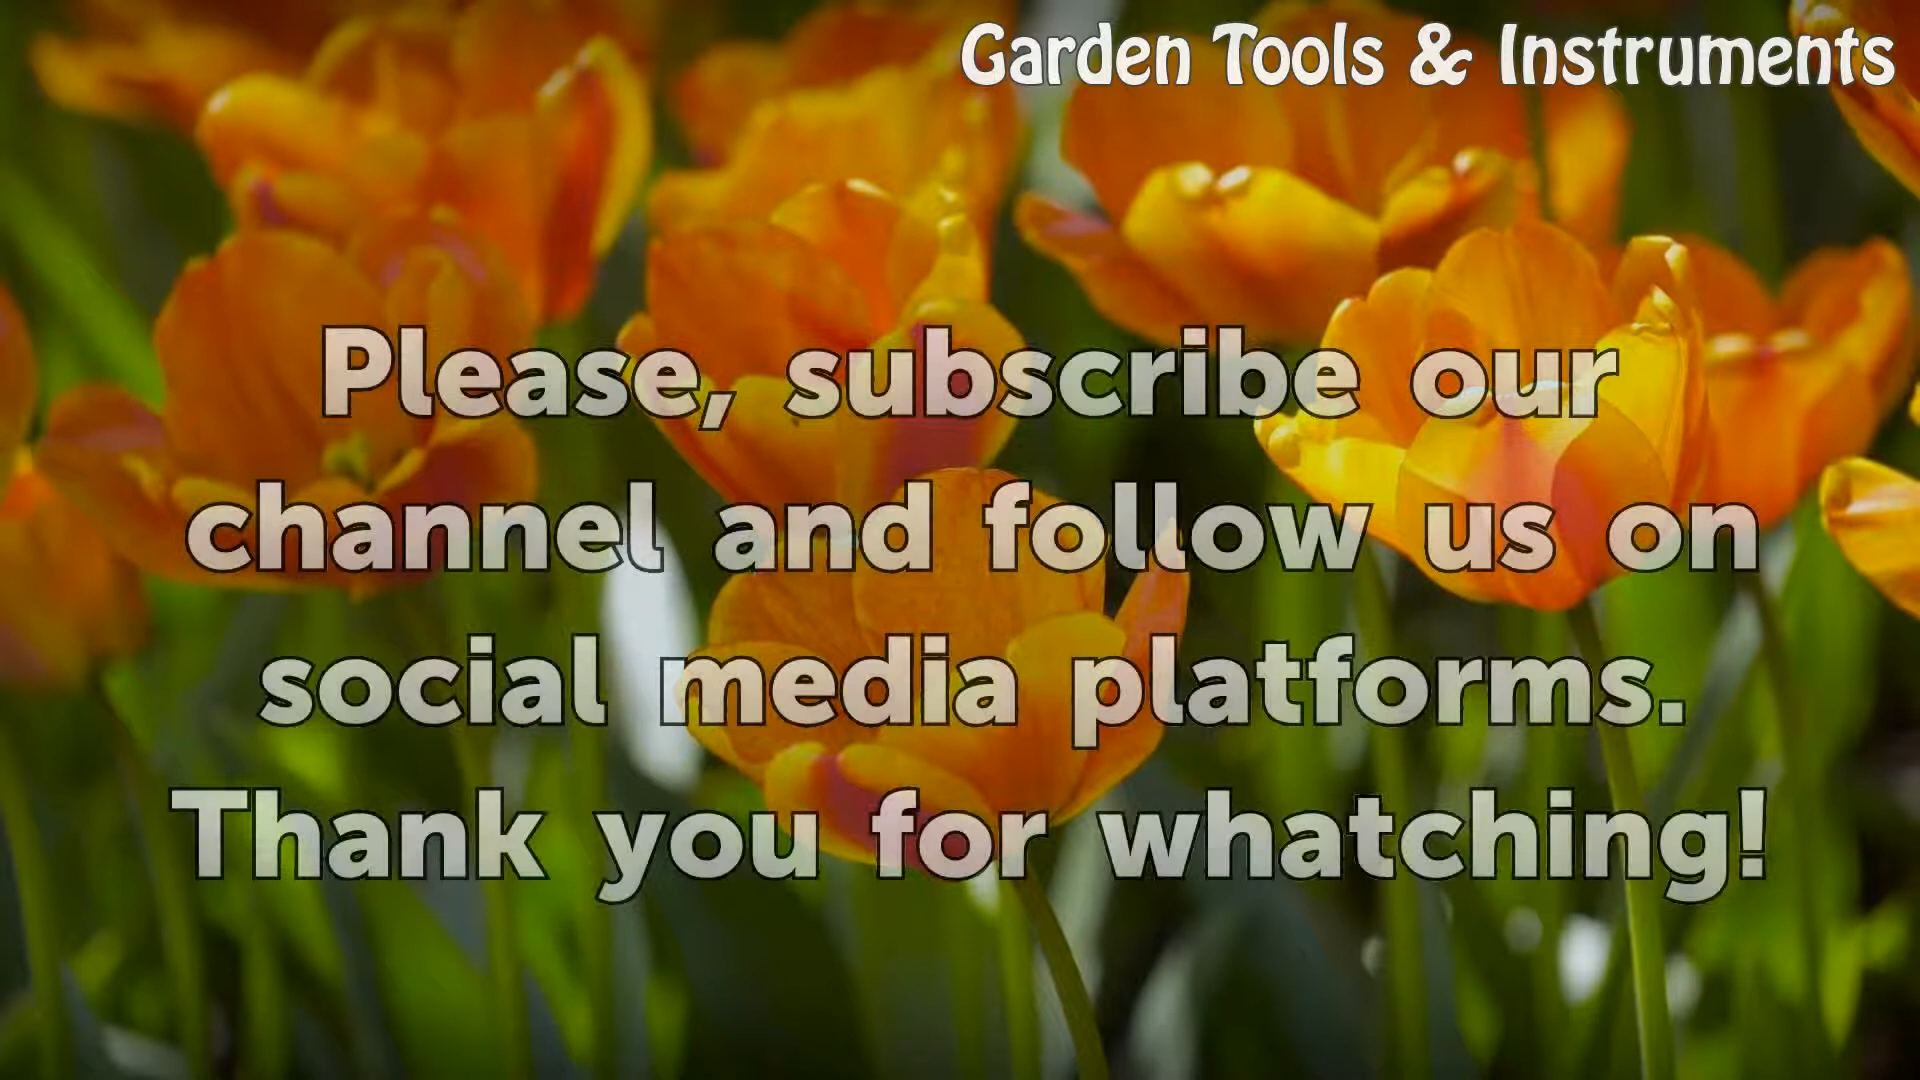 Garden Tools & Instruments
Please, subscribe our
channel and follow us on
social media platforms.
Thank you for whatching!